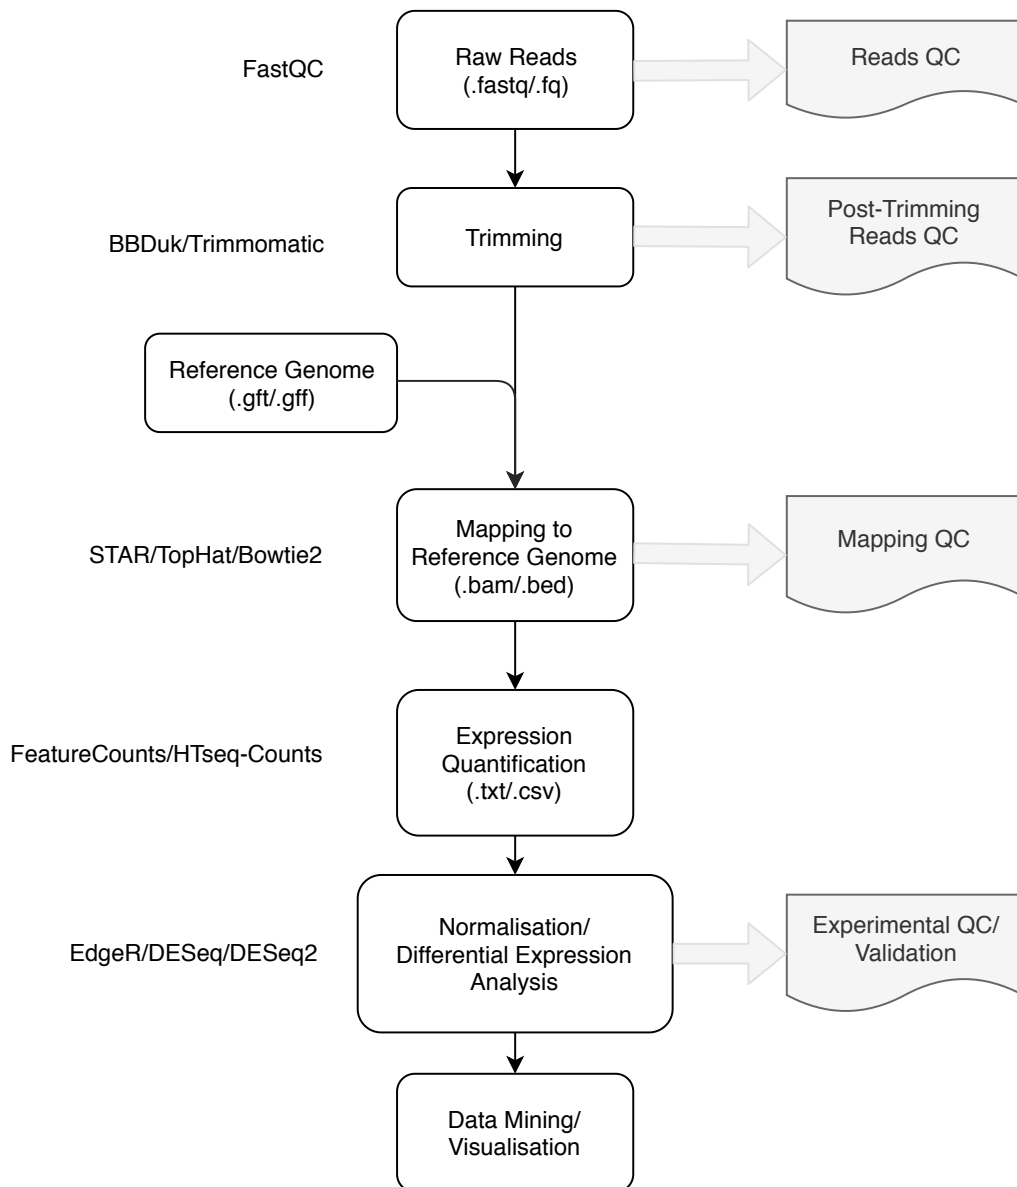 FastQC
Raw Reads
(.fastq/.fq)
Reads QC
BBDuk/Trimmomatic
Trimming
Post-Trimming
Reads QC
Reference Genome
(.gft/.gff)
STAR/TopHat/Bowtie2
Mapping to
Reference Genome
(.bam/.bed)
Mapping QC
FeatureCounts/HTseq-Counts
Expression
Quantification
(.txt/.csv)
EdgeR/DESeq/DESeq2
Normalisation/
Differential Expression
Analysis
Experimental QC/
Validation
Data Mining/
Visualisation